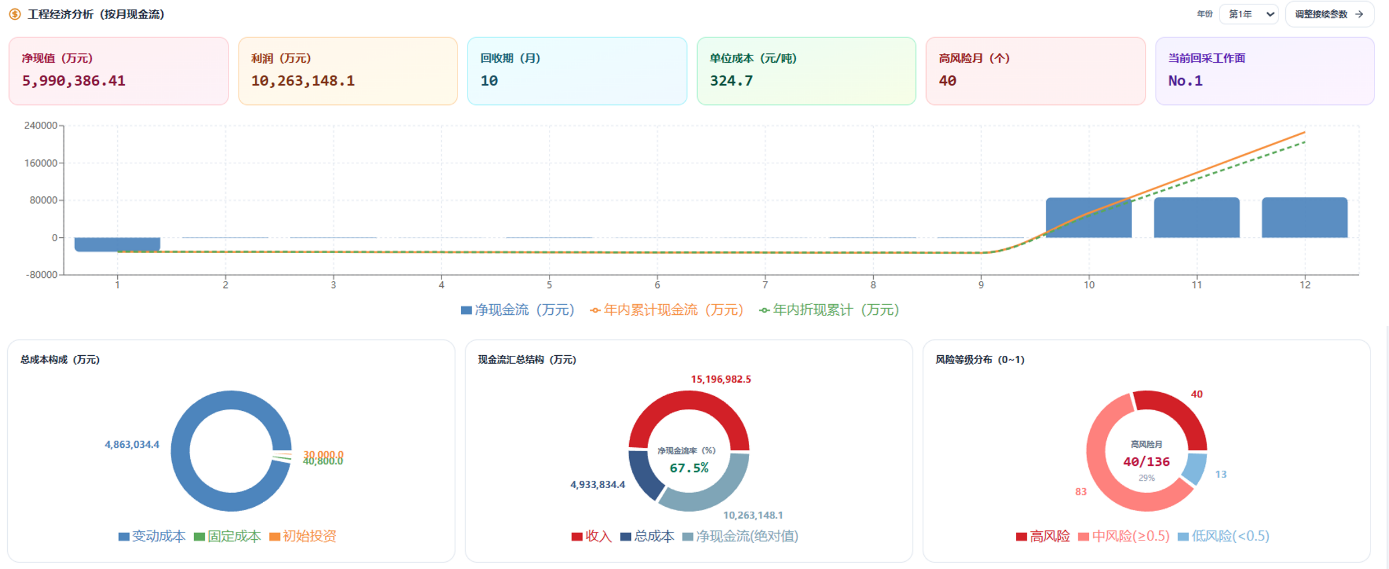 工程经济分析（按月现金流）
年份 第1年 调整接续参数 →
净现值（万元） 利润（万元） 回收期（月） 单位成本（元/吨） 高风险月（个） 当前回采工作面
5,990,386.41 10,263,148.1 10 324.7 40 No.1
240000
160000
80000
0
-80000
1 2 3 4 5 6 7 8 9 10 11 12
净现金流（万元） 年内累计现金流（万元） 年内折现累计（万元）
总成本构成（万元）
4,863,034.4
30,000.0
40,800.0
变动成本 固定成本 初始投资
现金流汇总结构（万元）
15,196,982.5
净现金流率（%）
67.5%
4,933,834.4
10,263,148.1
收入 总成本 净现金流(绝对值)
风险等级分布（0~1）
40
高风险月
40/136
29%
13
83
高风险 中风险(≥0.5) 低风险(<0.5)